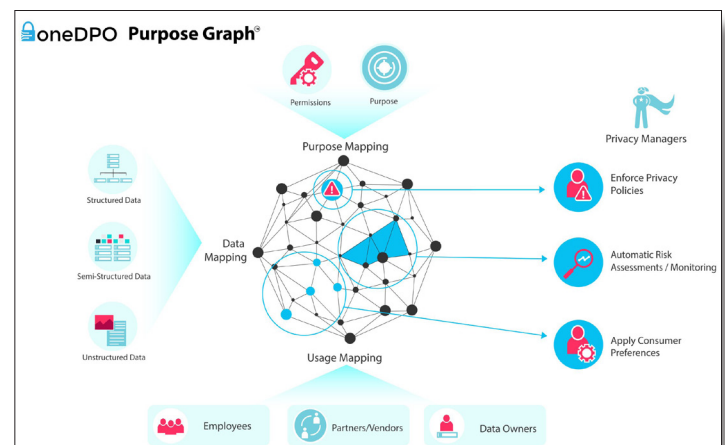 oneDPO Purpose Graph
Permissions
Purpose
Privacy Managers
Purpose Mapping
Structured Data
Enforce Privacy
Policies
Data
Mapping
Semi-Structured Data
Automatic Risk
Assessments / Monitoring
Unstructured Data
Apply Consumer
Preferences
Usage Mapping
Employees
Partners/Vendors
Data Owners